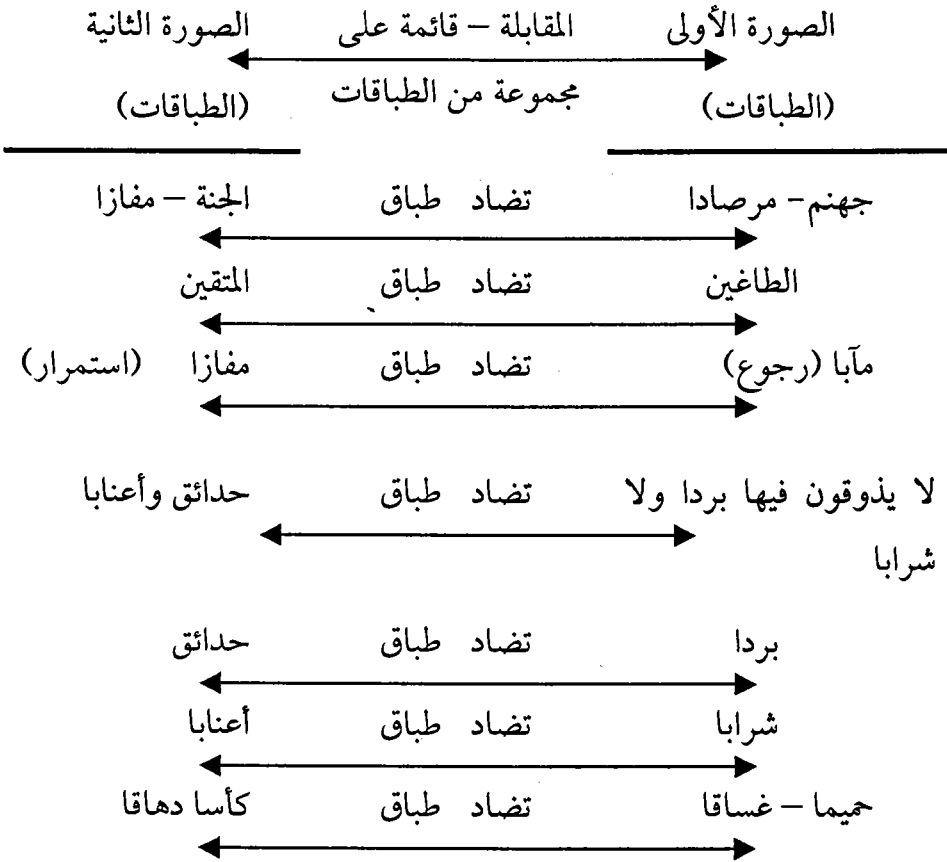 الصورة الأولى المقابلة – قائمة على الصورة الثانية
(الطباقات) مجموعة من الطباقات (الطباقات)
جهنم – مرصادا تضاد طباق الجنة – مفازا
الطاغين تضاد طباق المتقين
مآبا (رجوع) تضاد طباق مفازا (استمرار)
لا يذوقون فيها بردا ولا تضاد طباق حدائق وأعنابا
شرابا
بردا تضاد طباق حدائق
شرابا تضاد طباق أعنابا
حميما – غساقا تضاد طباق كأسا دهاقا